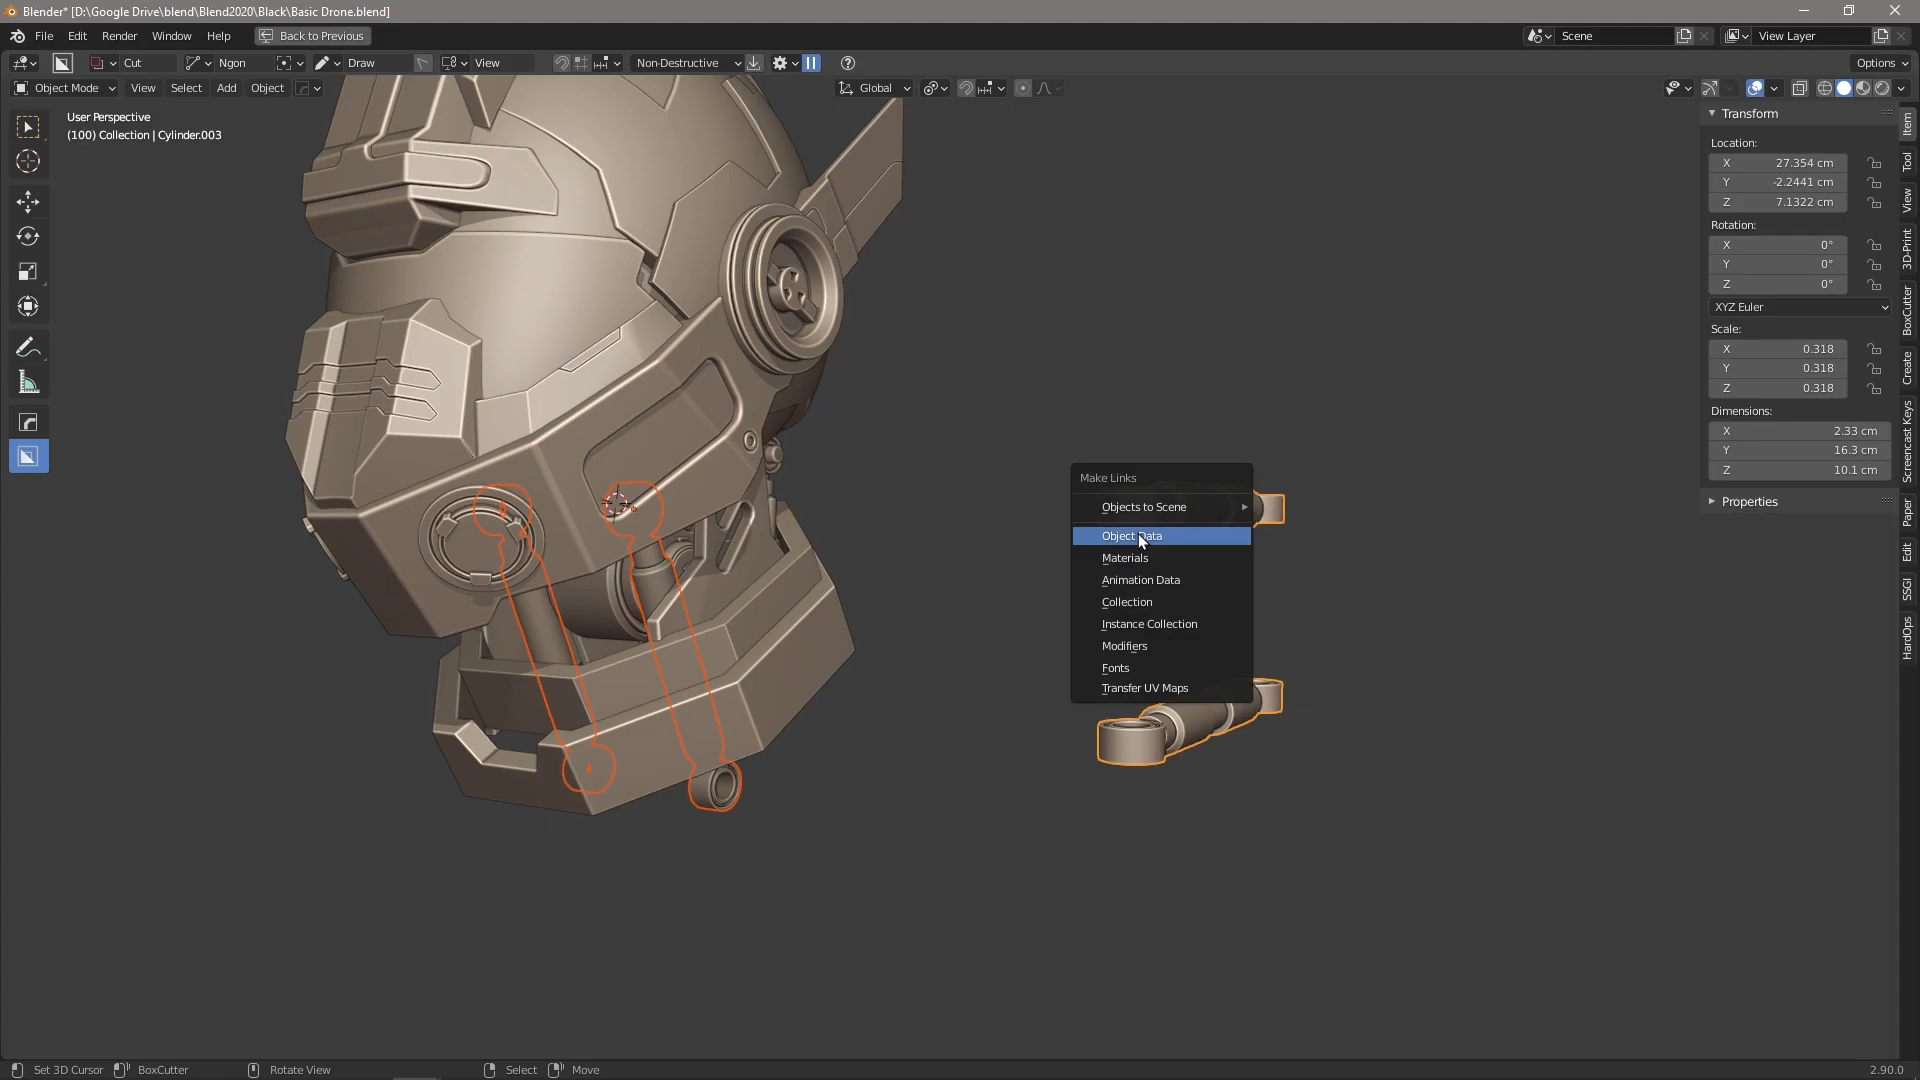 Blender* [D:\Google Drive\blend\Blend2020\Black\Basic Drone.blend]
File Edit Render Window Help Back to Previous Scene View Layer
Cut Ngon Draw View Non-Destructive Options
Object Mode View Select Add Object Global
User Perspective
(100) Collection | Cylinder.003
Transform
Location:
X 27.354 cm
Y -2.2441 cm
Z 7.1322 cm
Rotation:
X 0°
Y 0°
Z 0°
XYZ Euler
Scale:
X 0.318
Y 0.318
Z 0.318
Dimensions:
X 2.33 cm
Y 16.3 cm
Z 10.1 cm
Properties
Item
Tool
View
3D-Print
BoxCutter
Create
Screencast Keys
Paper
Edit
SSGI
HardOps
Make Links
Objects to Scene
Object Data
Materials
Animation Data
Collection
Instance Collection
Modifiers
Fonts
Transfer UV Maps
Set 3D Cursor BoxCutter Rotate View Select Move 2.90.0